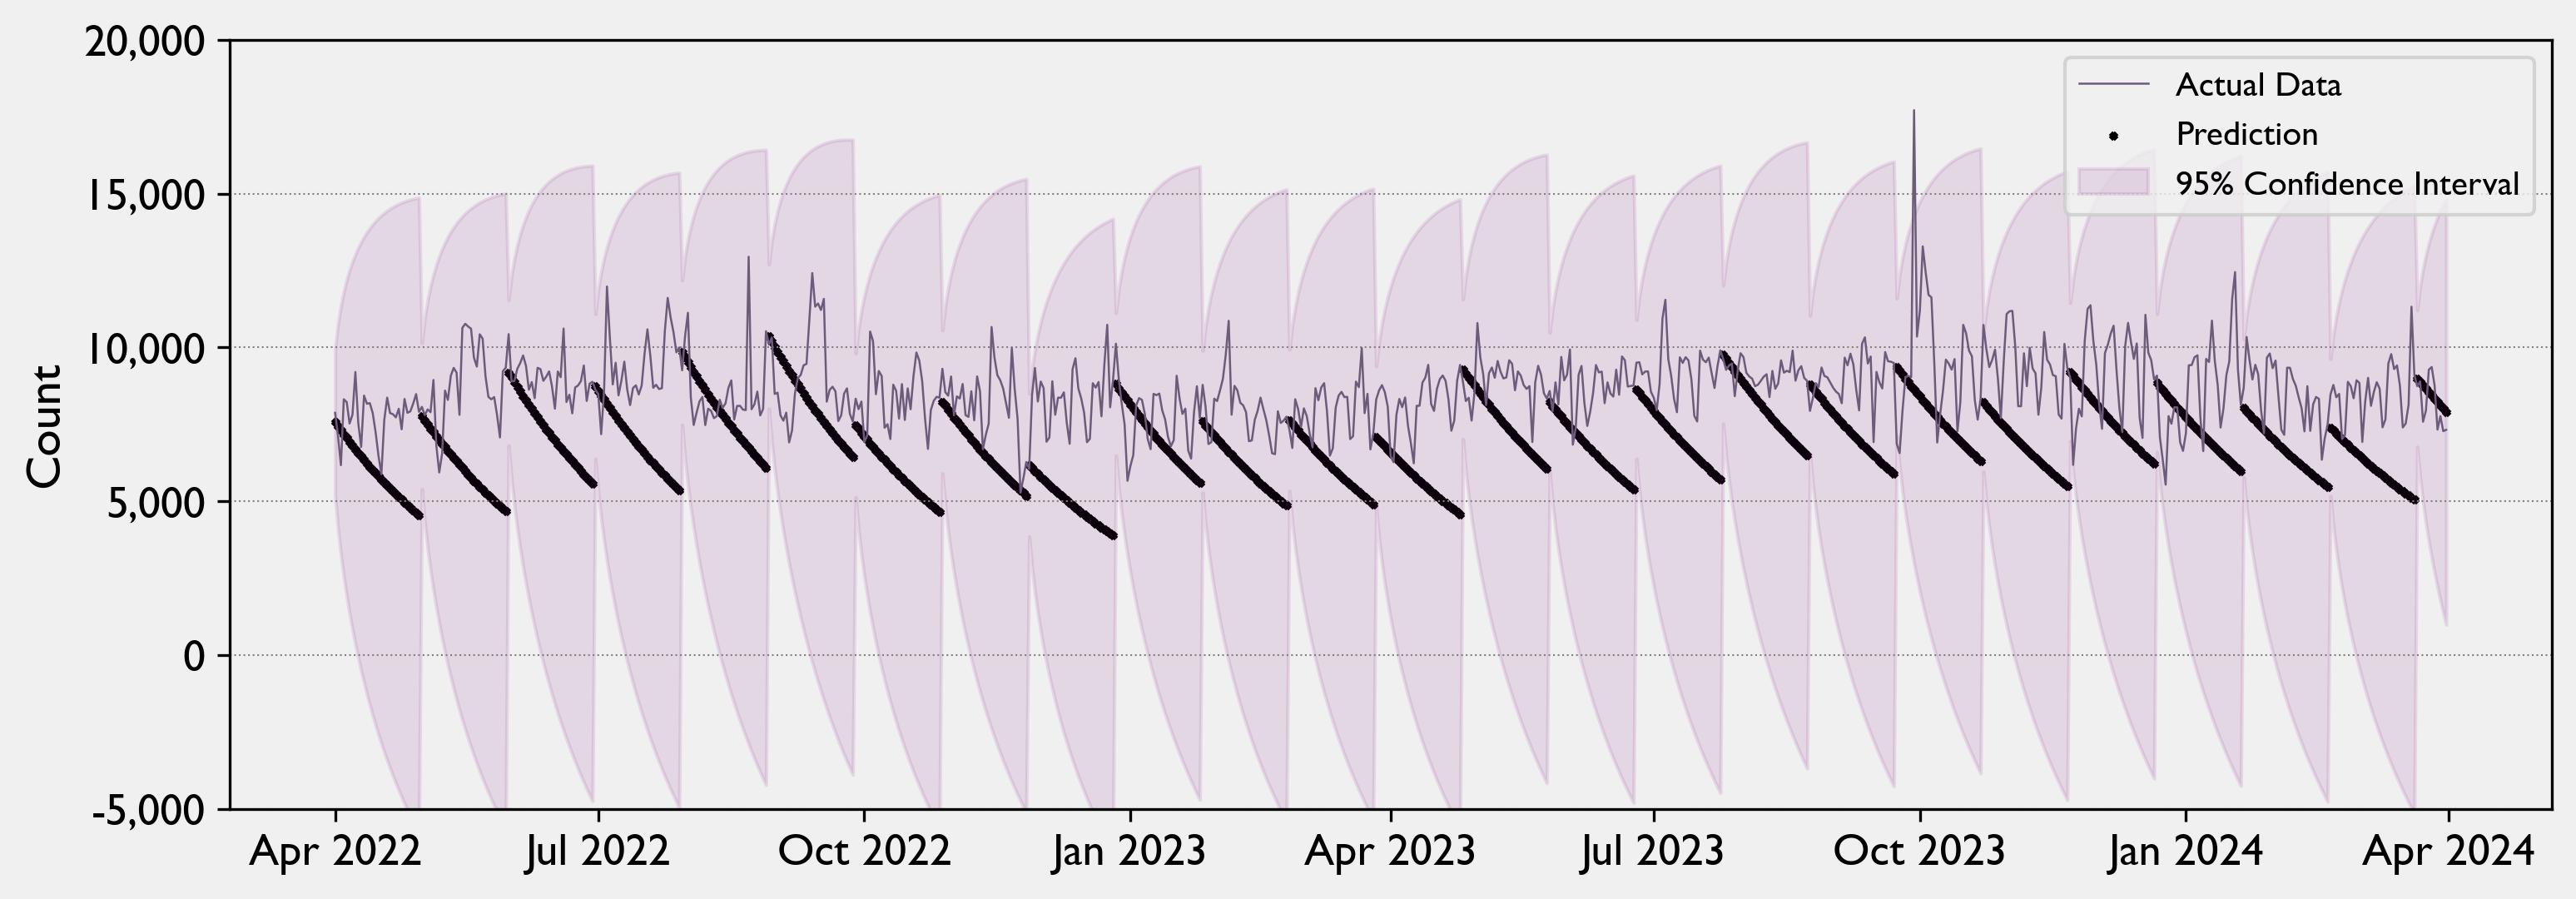 20,000
15,000
10,000
5,000
0
-5,000
Count
Actual Data
Prediction
95% Confidence Interval
Apr 2022
Jul 2022
Oct 2022
Jan 2023
Apr 2023
Jul 2023
Oct 2023
Jan 2024
Apr 2024